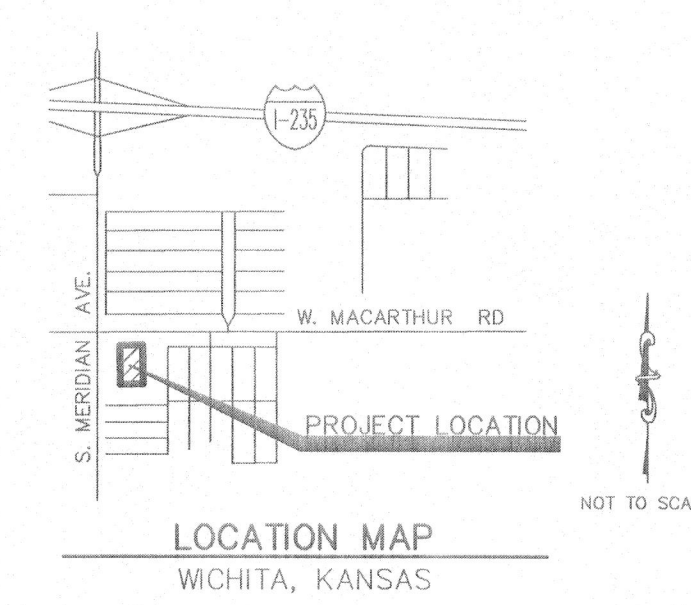 I-235
S. MERIDIAN AVE.
W. MACARTHUR RD
PROJECT LOCATION
NOT TO SCA
LOCATION MAP
WICHITA, KANSAS